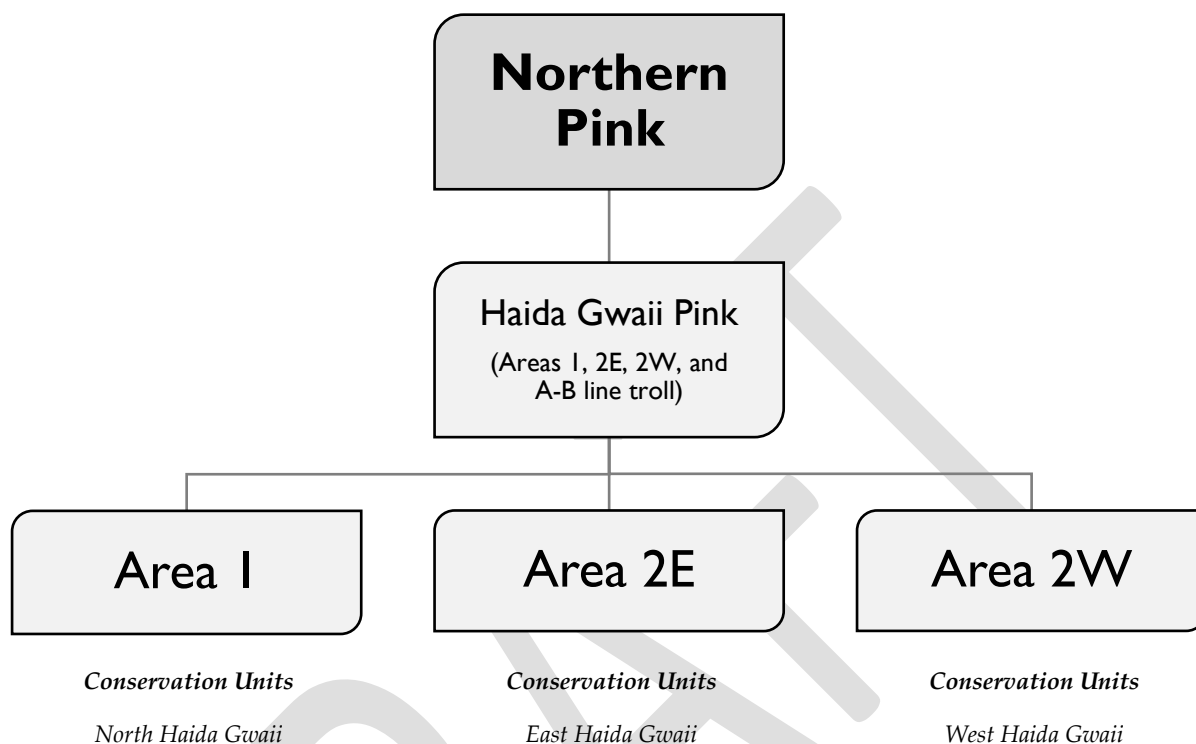 Northern
Pink
Haida Gwaii Pink
(Areas 1, 2E, 2W, and
A-B line troll)
Area 1
Area 2E
Area 2W
Conservation Units
Conservation Units
Conservation Units
North Haida Gwaii
East Haida Gwaii
West Haida Gwaii
DRAFT